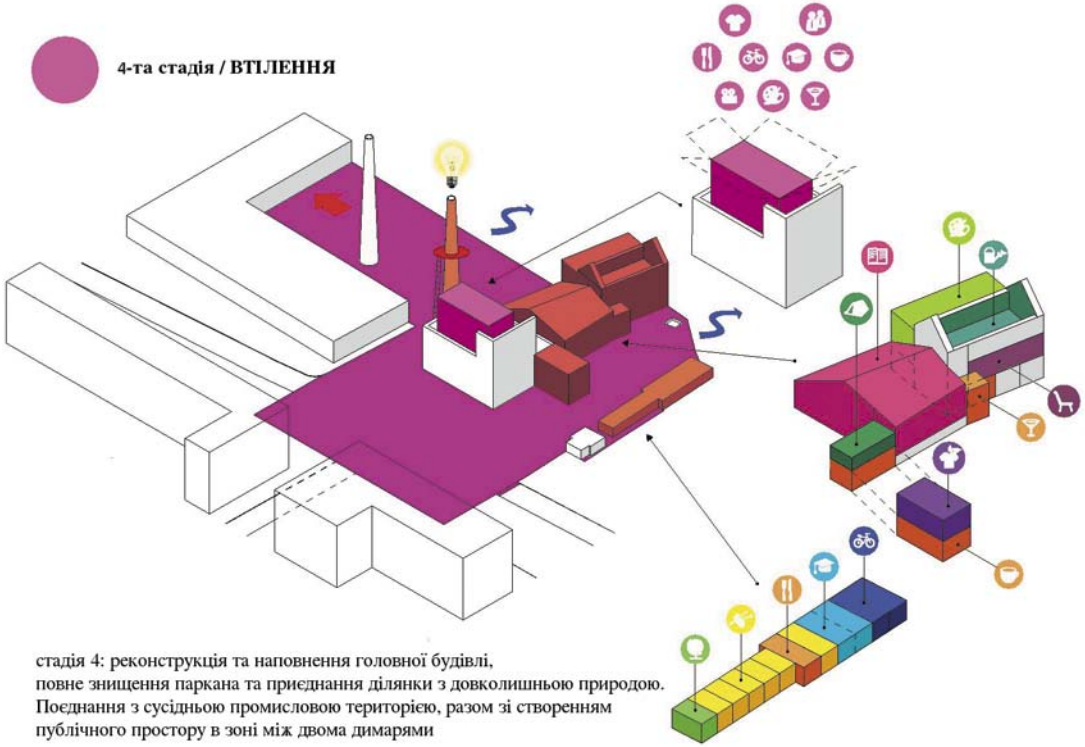 4-та стадія / ВТІЛЕННЯ
стадія 4: реконструкція та наповнення головної будівлі,
повне знищення паркана та приєднання ділянки з довколишньою природою.
Поєднання з сусідньою промисловою територією, разом зі створенням
публічного простору в зоні між двома димарями